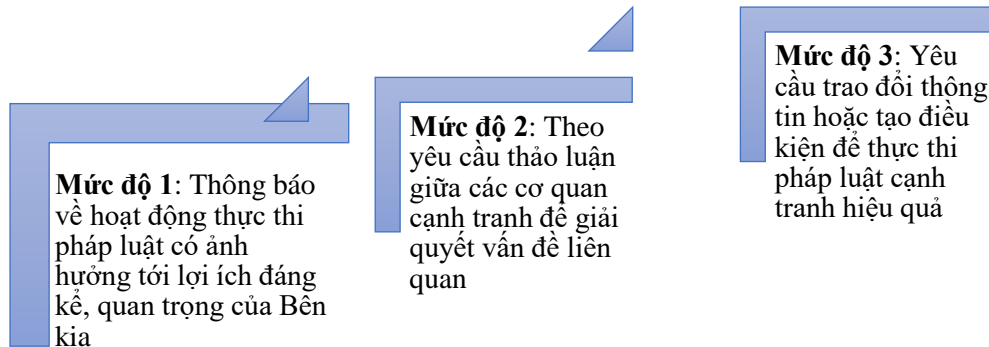 Mức độ 1: Thông báo
về hoạt động thực thi
pháp luật có ảnh
hưởng tới lợi ích đáng
kể, quan trọng của Bên
kia
Mức độ 2: Theo
yêu cầu thảo luận
giữa các cơ quan
cạnh tranh để giải
quyết vấn đề liên
quan
Mức độ 3: Yêu
cầu trao đổi thông
tin hoặc tạo điều
kiện để thực thi
pháp luật cạnh
tranh hiệu quả